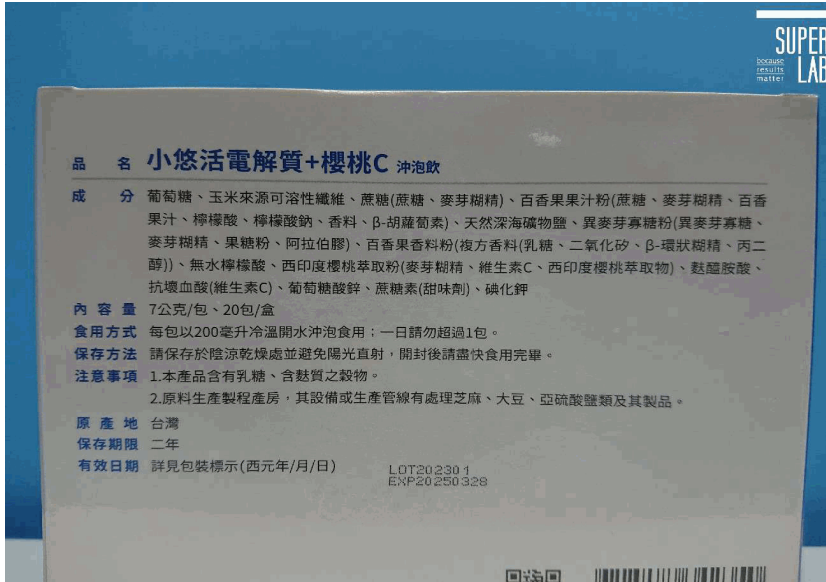 SUPER
because
results
matter
LAB
品名 小悠活電解質+櫻桃C 沖泡飲
成分 葡萄糖、玉米來源可溶性纖維、蔗糖(蔗糖、麥芽糊精)、百香果果汁粉(蔗糖、麥芽糊精、百香
果汁、檸檬酸、檸檬酸鈉、香料、β-胡蘿蔔素)、天然深海礦物鹽、異麥芽寡糖粉(異麥芽寡糖、
麥芽糊精、果糖粉、阿拉伯膠)、百香果香料粉(複方香料(乳糖、二氧化矽、β-環狀糊精、丙二
醇))、無水檸檬酸、西印度櫻桃萃取粉(麥芽糊精、維生素C、西印度櫻桃萃取物)、麩醯胺酸、
抗壞血酸(維生素C)、葡萄糖酸鋅、蔗糖素(甜味劑)、碘化鉀
內容量 7公克/包、20包/盒
食用方式 每包以200毫升冷溫開水沖泡食用；一日請勿超過1包。
保存方法 請保存於陰涼乾燥處並避免陽光直射，開封後請盡快食用完畢。
注意事項 1.本產品含有乳糖、含麩質之穀物。
2.原料生產製程產房，其設備或生產管線有處理芝麻、大豆、亞硫酸鹽類及其製品。
原產地 台灣
保存期限 二年
有效日期 詳見包裝標示(西元年/月/日)
LOT202301
EXP20250328